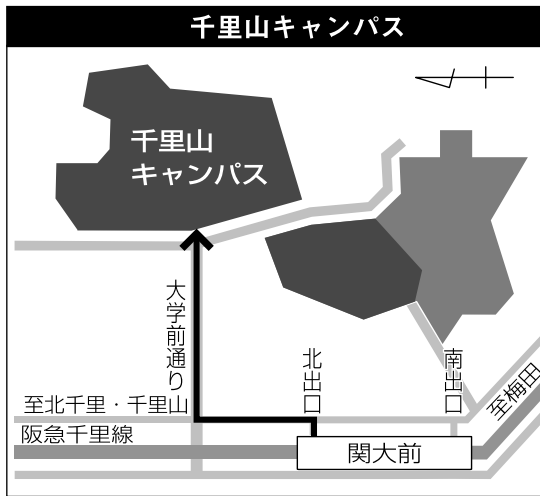 千里山キャンパス
千里山
キャンパス
大学前通り
北出口
南出口
至梅田
至北千里・千里山
阪急千里線
関大前